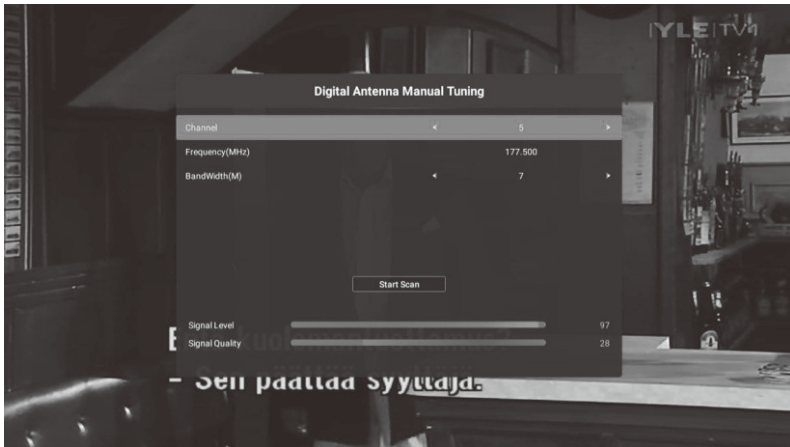 YLE TV1
Digital Antenna Manual Tuning
Channel < 5 >
Frequency(MHz) 177.500
BandWidth(M) < 7 >
Start Scan
Signal Level 97
Signal Quality 28
– Sen päättää syyttäjä.